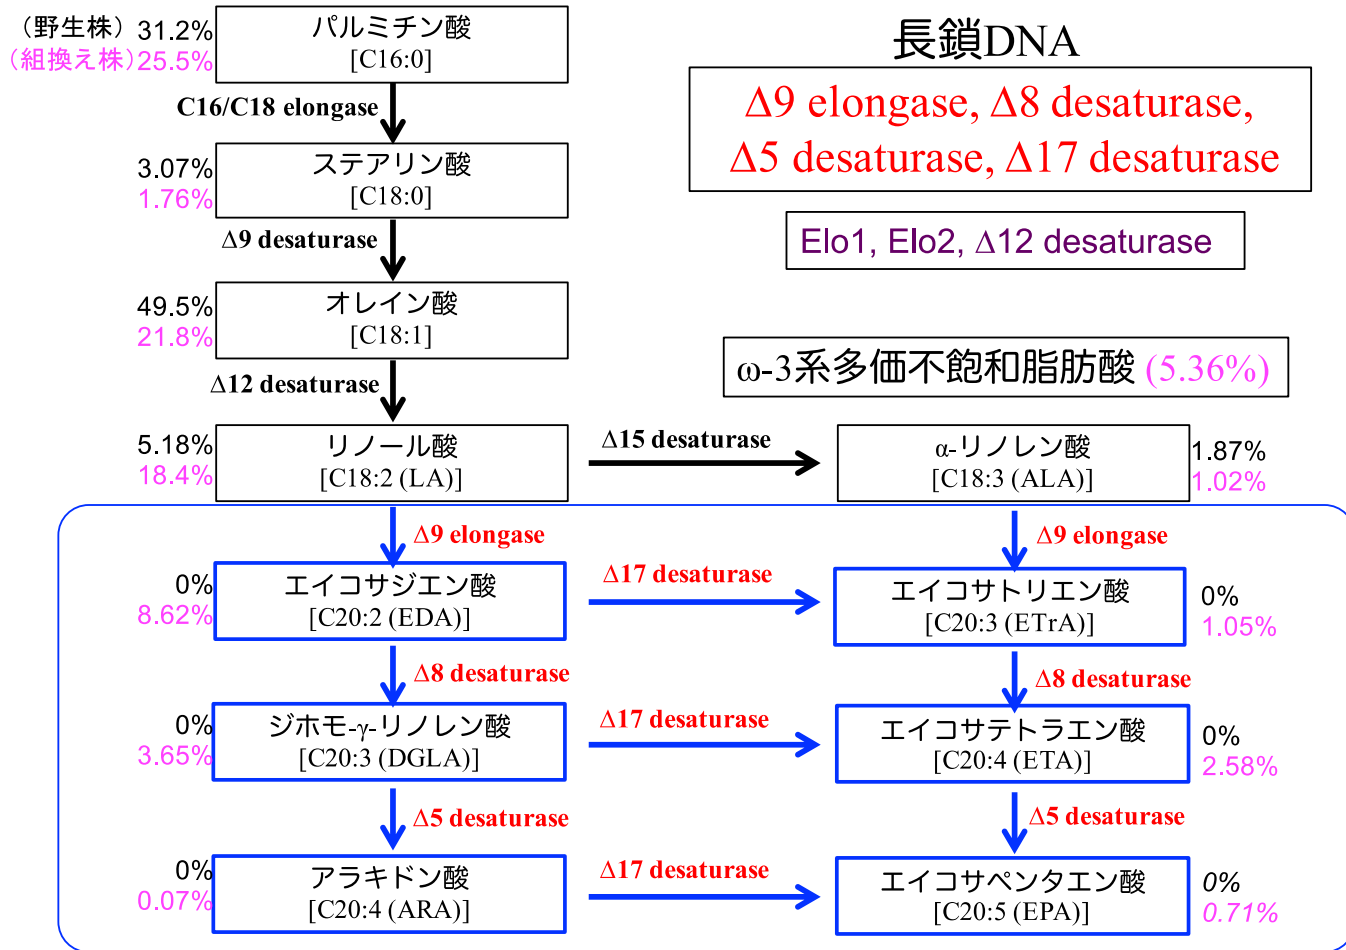 (野生株) 31.2%
(組換え株) 25.5%
パルミチン酸
[C16:0]
長鎖DNA
Δ9 elongase, Δ8 desaturase,
Δ5 desaturase, Δ17 desaturase
C16/C18 elongase
3.07%
1.76%
ステアリン酸
[C18:0]
Elo1, Elo2, Δ12 desaturase
Δ9 desaturase
49.5%
21.8%
オレイン酸
[C18:1]
ω-3系多価不飽和脂肪酸 (5.36%)
Δ12 desaturase
5.18%
18.4%
リノール酸
[C18:2 (LA)]
Δ15 desaturase
α-リノレン酸
[C18:3 (ALA)]
1.87%
1.02%
Δ9 elongase
Δ9 elongase
0%
8.62%
エイコサジエン酸
[C20:2 (EDA)]
Δ17 desaturase
エイコサトリエン酸
[C20:3 (ETrA)]
0%
1.05%
Δ8 desaturase
Δ8 desaturase
0%
3.65%
ジホモ-γ-リノレン酸
[C20:3 (DGLA)]
Δ17 desaturase
エイコサテトラエン酸
[C20:4 (ETA)]
0%
2.58%
Δ5 desaturase
Δ5 desaturase
0%
0.07%
アラキドン酸
[C20:4 (ARA)]
Δ17 desaturase
エイコサペンタエン酸
[C20:5 (EPA)]
0%
0.71%